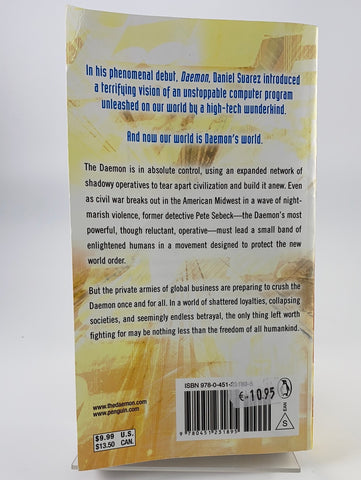 In his phenomenal debut, Daemon, Daniel Suarez introduced
a terrifying vision of an unstoppable computer program
unleashed on our world by a high-tech wunderkind.
And now our world is Daemon's world.
The Daemon is in absolute control, using an expanded network of
shadowy operatives to tear apart civilization and build it anew. Even
as civil war breaks out in the American Midwest in a wave of night-
marish violence, former detective Pete Sebeck—the Daemon's most
powerful, though reluctant, operative—must lead a small band of
enlightened humans in a movement designed to protect the new
world order.
But the private armies of global business are preparing to crush the
Daemon once and for all. In a world of shattered loyalties, collapsing
societies, and seemingly endless betrayal, the only thing left worth
fighting for may be nothing less than the freedom of all humankind.
ISBN 978-0-451-
€ 10.95
www.thedaemon.com
www.penguin.com
$9.99 U.S.
$13.50 CAN.
9 780451 231895
EAN
S